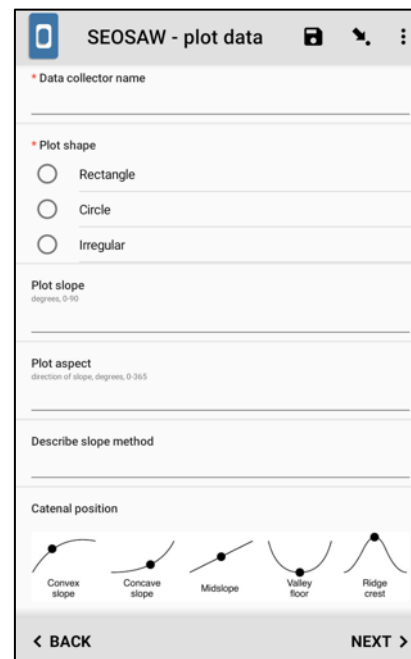 SEOSAW - plot data
* Data collector name
* Plot shape
Rectangle
Circle
Irregular
Plot slope
degrees, 0-90
Plot aspect
direction of slope, degrees, 0-365
Describe slope method
Catenal position
Convex slope
Concave slope
Midslope
Valley floor
Ridge crest
< BACK
NEXT >